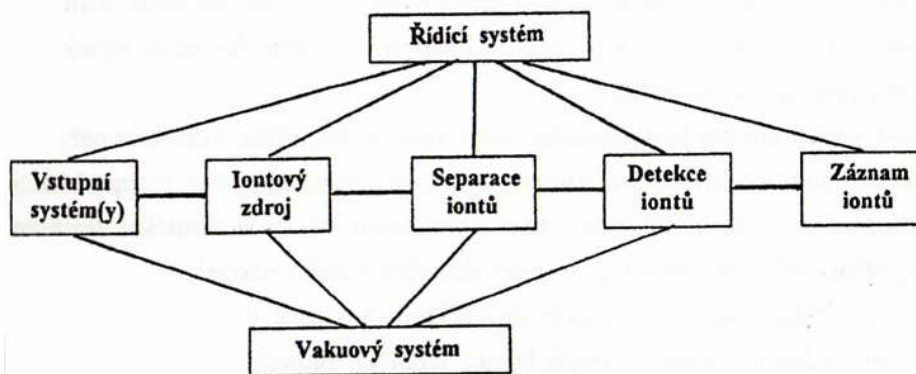 Řídící systém
Vstupní
systém(y)
Iontový
zdroj
Separace
iontů
Detekce
iontů
Záznam
iontů
Vakuový systém